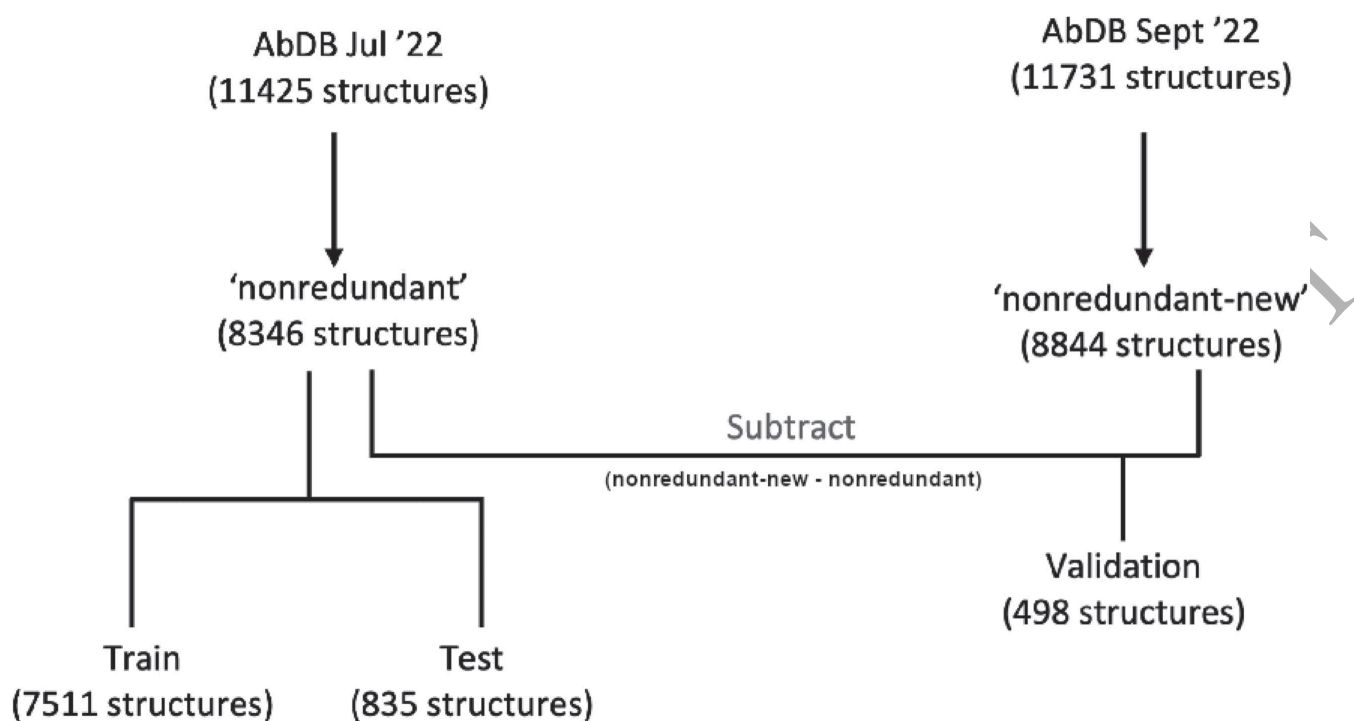 AbDB Jul '22
(11425 structures)
AbDB Sept '22
(11731 structures)
'nonredundant'
(8346 structures)
'nonredundant-new'
(8844 structures)
Subtract
(nonredundant-new - nonredundant)
Validation
(498 structures)
Train
(7511 structures)
Test
(835 structures)